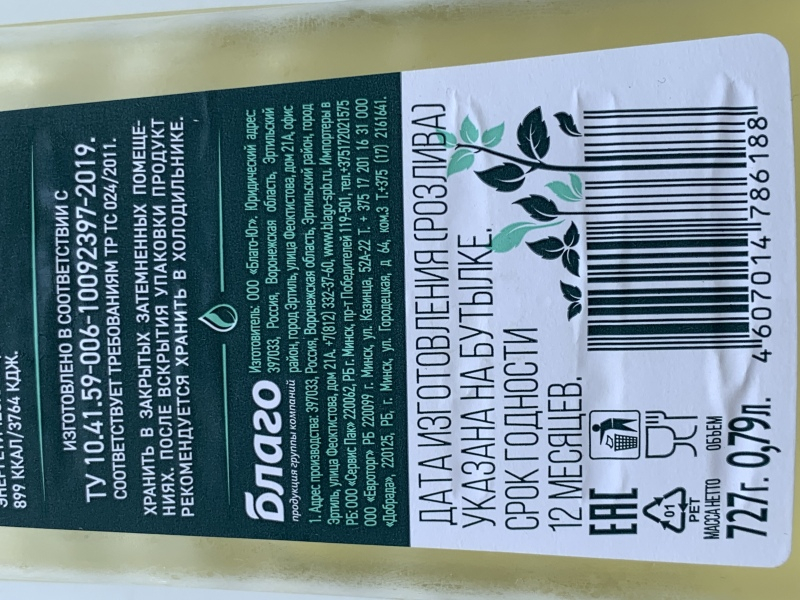 899 ККАЛ/3764 КДЖ.
ИЗГОТОВЛЕНО В СООТВЕТСТВИИ С
ТУ 10.41.59-006-10092397-2019.
СООТВЕТСТВУЕТ ТРЕБОВАНИЯМ ТР ТС 024/2011.
ХРАНИТЬ В ЗАКРЫТЫХ ЗАТЕМНЕННЫХ ПОМЕЩЕ-
НИЯХ. ПОСЛЕ ВСКРЫТИЯ УПАКОВКИ ПРОДУКТ
РЕКОМЕНДУЕТСЯ ХРАНИТЬ В ХОЛОДИЛЬНИКЕ.
Благо
продукция группы компаний
Изготовитель: ООО «Благо-Юг». Юридический адрес:
397033, Россия, Воронежская область, Эртильский
район, город Эртиль, улица Феоктистова, дом 21А, офис
1. Адрес производства: 397033, Россия, Воронежская область, Эртильский район, город
Эртиль, улица Феоктистова, дом 21А, +7(812) 332-37-60, www.blago-spb.ru. Импортеры в
РБ: ООО «Сервис Пак» 220062, РБ г. Минск, пр-т Победителей 119-501, тел.+375172021575
ООО «Евроторг» РБ 220099 г. Минск, ул. Казинца, 52А-22 Т. + 375 17 201 16 31 ООО
«Добрада», 220125, РБ, г. Минск, ул. Городецкая, д 64, ком.3 Т.+375 (17) 2161641.
ДАТА ИЗГОТОВЛЕНИЯ (РОЗЛИВА)
УКАЗАНА НА БУТЫЛКЕ.
СРОК ГОДНОСТИ
12 МЕСЯЦЕВ.
EAC
01
PET
МАССА НЕТТО ОБЪЕМ
727г. 0,79л.
4 607014 786188